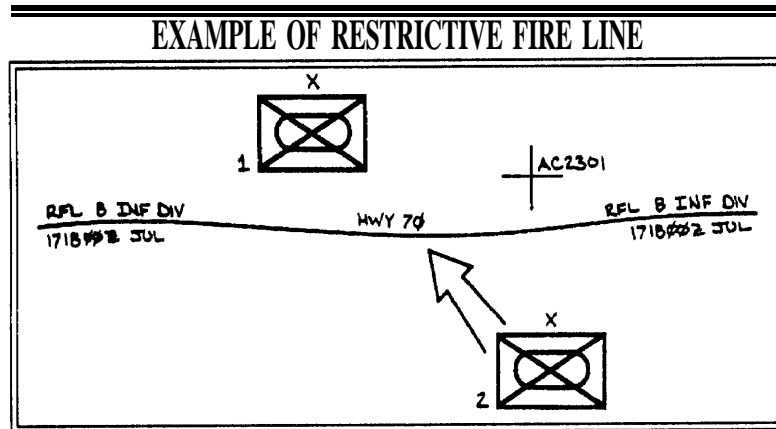 EXAMPLE OF RESTRICTIVE FIRE LINE
X
1
AC2301
RFL 8 INF DIV
1718ØØZ JUL
HWY 7Ø
RFL 8 INF DIV
1718ØØZ JUL
X
2